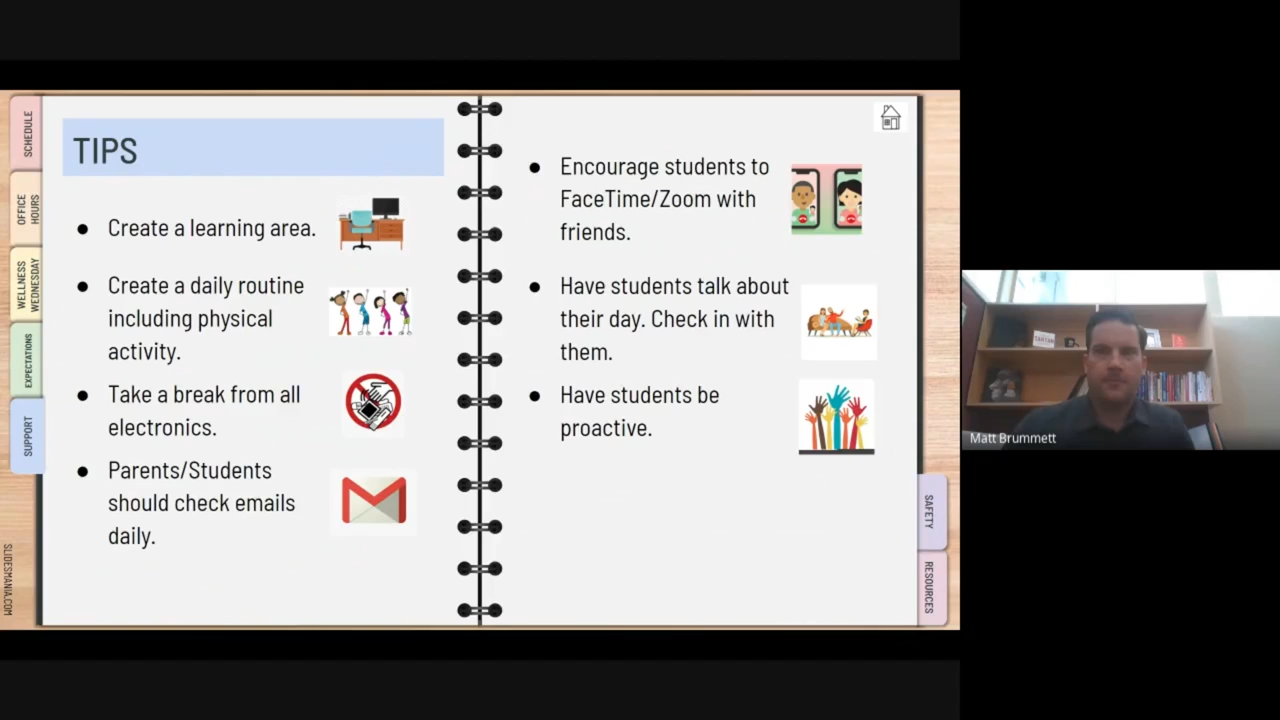 SCHEDULE
OFFICE
HOURS
WELLNESS
WEDNESDAY
EXPECTATIONS
SUPPORT
SLIDESMANIA.COM
TIPS
● Create a learning area.
● Create a daily routine
including physical
activity.
● Take a break from all
electronics.
● Parents/Students
should check emails
daily.
● Encourage students to
FaceTime/Zoom with
friends.
● Have students talk about
their day. Check in with
them.
● Have students be
proactive.
SAFETY
RESOURCES
TARTAN
Matt Brummett